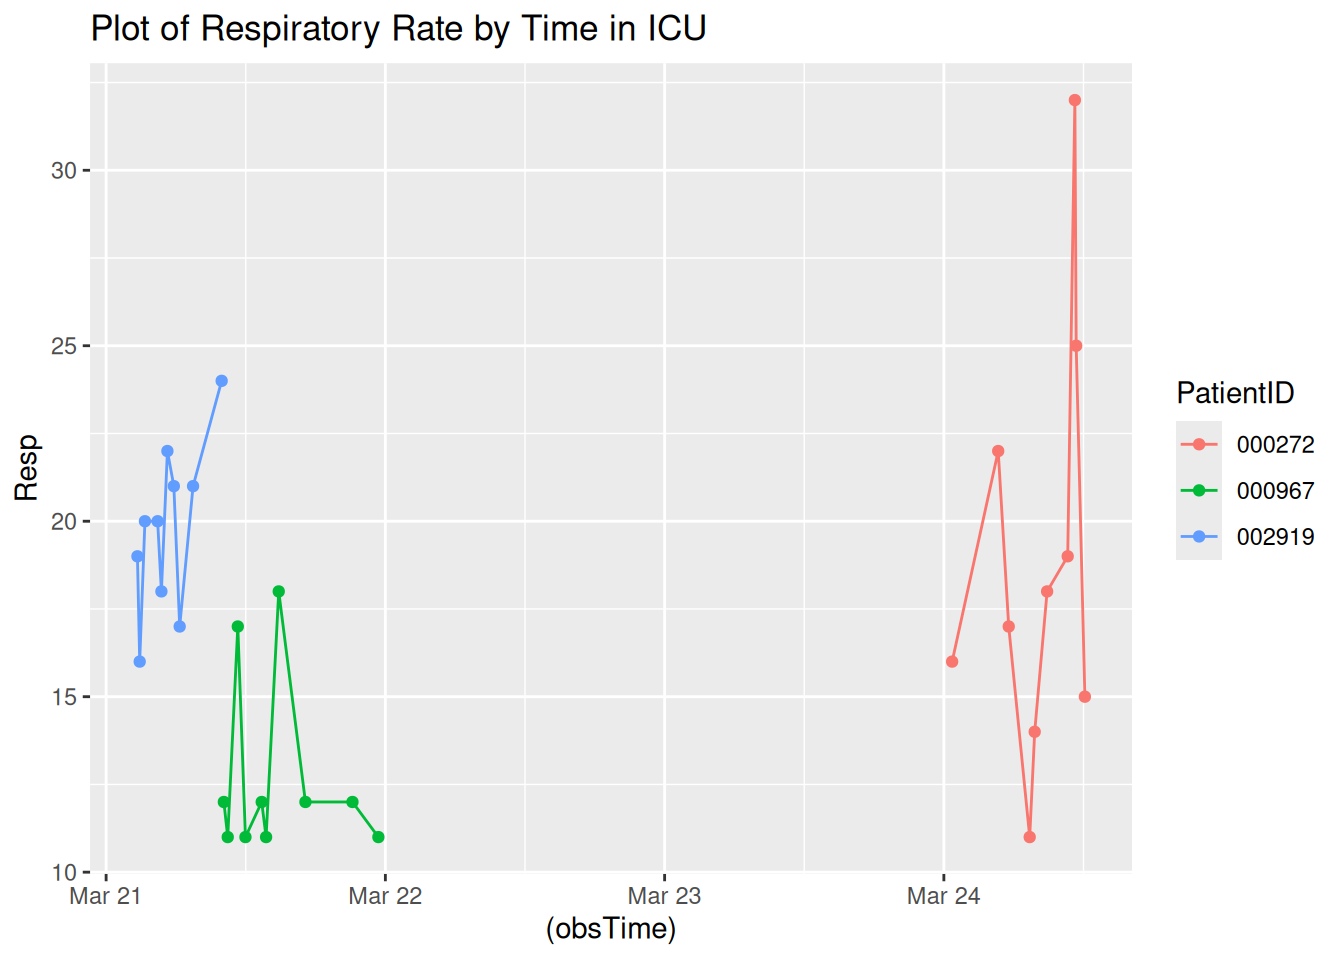 Plot of Respiratory Rate by Time in ICU
30
25
20
15
10
Resp
Mar 21
Mar 22
Mar 23
Mar 24
(obsTime)
PatientID
000272
000967
002919